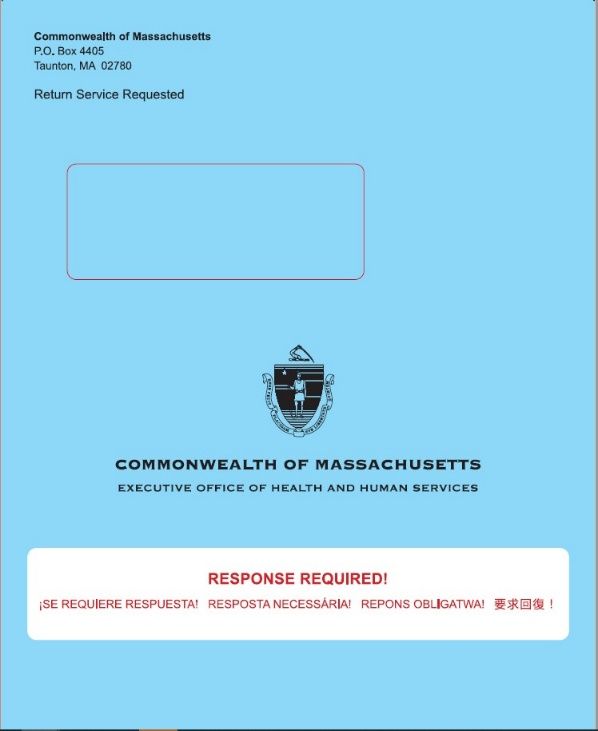 Commonwealth of Massachusetts
P.O. Box 4405
Taunton, MA 02780
Return Service Requested
COMMONWEALTH OF MASSACHUSETTS
EXECUTIVE OFFICE OF HEALTH AND HUMAN SERVICES
RESPONSE REQUIRED!
¡SE REQUIERE RESPUESTA! RESPOSTA NECESSÁRIA! REPONS OBLIGATWA! 要求回復！